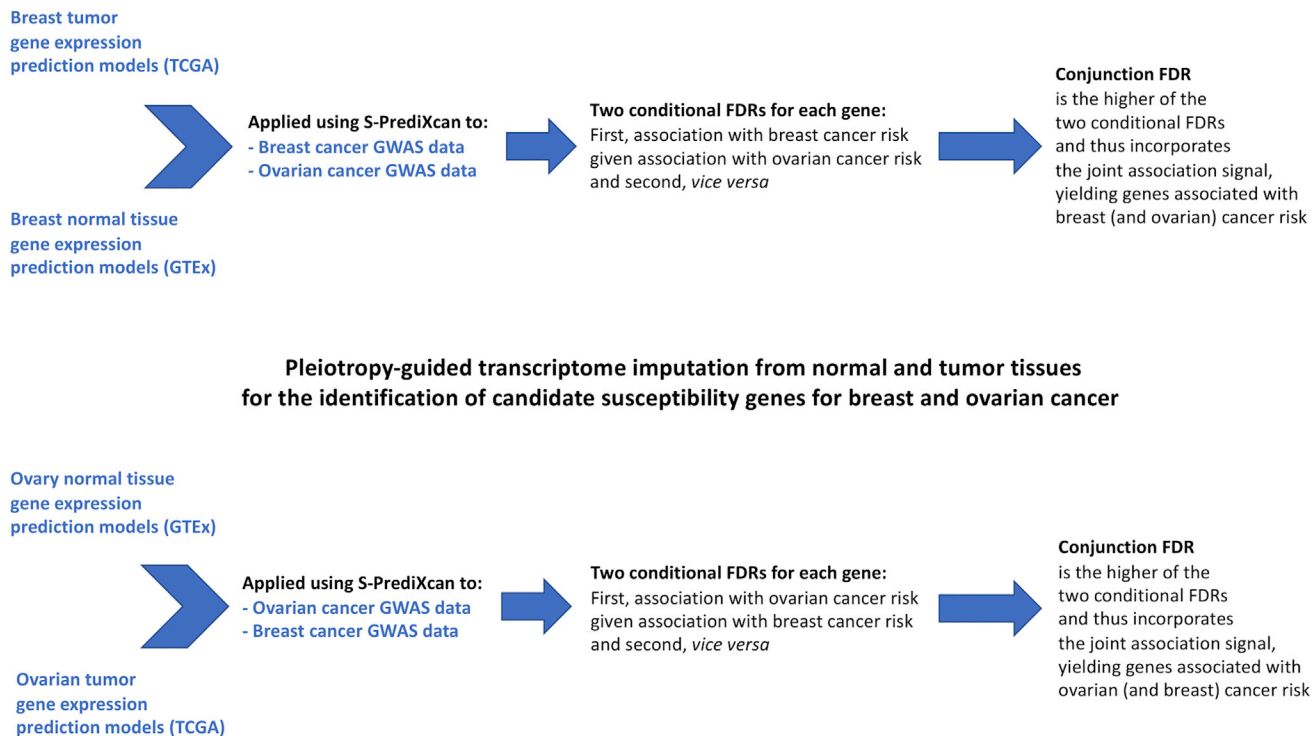 Breast tumor
gene expression
prediction models (TCGA)
Breast normal tissue
gene expression
prediction models (GTEx)
Applied using S-PrediXcan to:
- Breast cancer GWAS data
- Ovarian cancer GWAS data
Two conditional FDRs for each gene:
First, association with breast cancer risk
given association with ovarian cancer risk
and second, vice versa
Conjunction FDR
is the higher of the
two conditional FDRs
and thus incorporates
the joint association signal,
yielding genes associated with
breast (and ovarian) cancer risk
Pleiotropy-guided transcriptome imputation from normal and tumor tissues
for the identification of candidate susceptibility genes for breast and ovarian cancer
Ovary normal tissue
gene expression
prediction models (GTEx)
Ovarian tumor
gene expression
prediction models (TCGA)
Applied using S-PrediXcan to:
- Ovarian cancer GWAS data
- Breast cancer GWAS data
Two conditional FDRs for each gene:
First, association with ovarian cancer risk
given association with breast cancer risk
and second, vice versa
Conjunction FDR
is the higher of the
two conditional FDRs
and thus incorporates
the joint association signal,
yielding genes associated with
ovarian (and breast) cancer risk